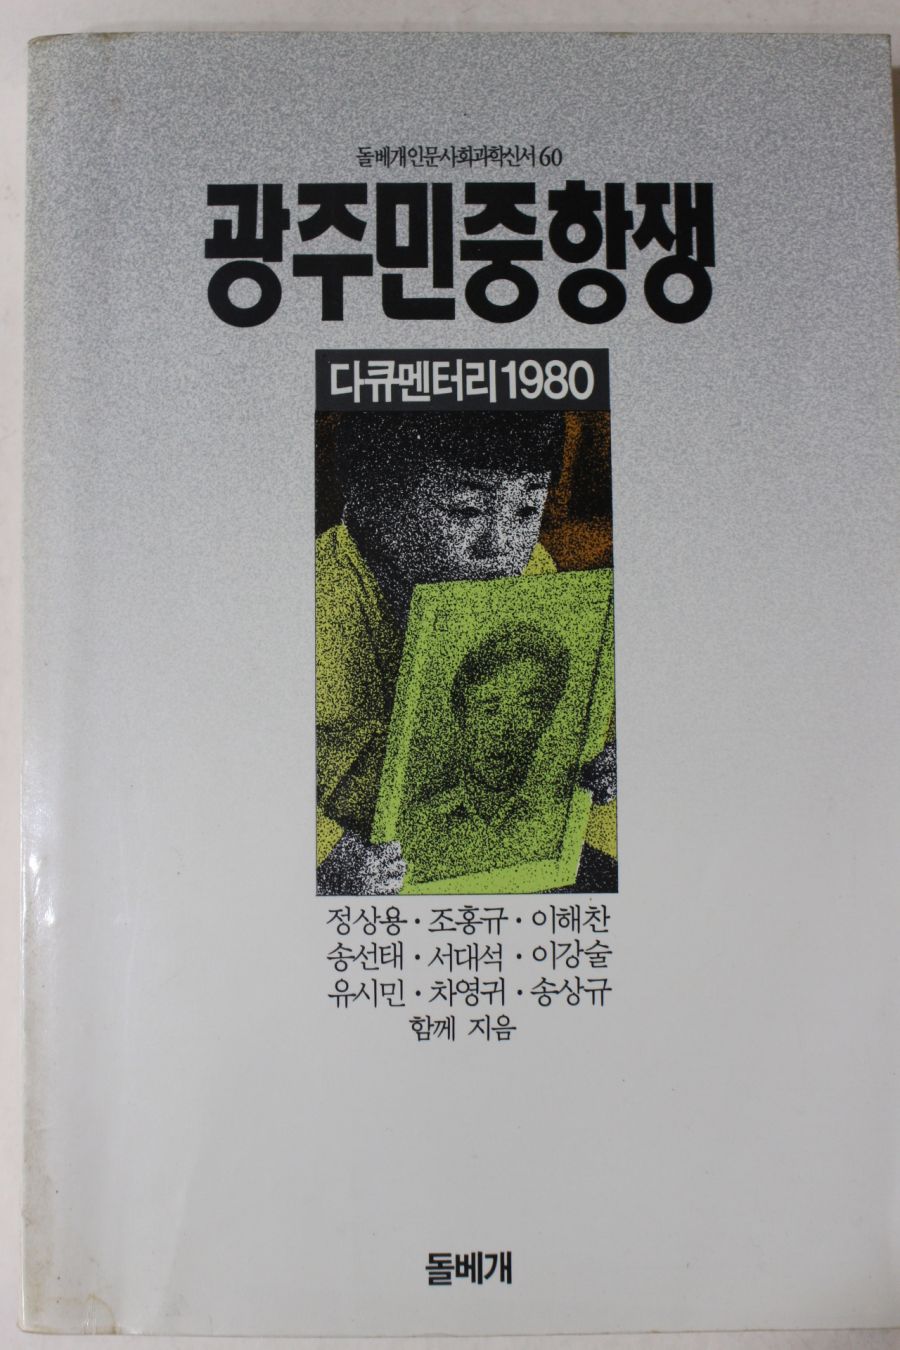 돌베개인문사회과학신서 60
광주민중항쟁
다큐멘터리 1980
정상용 · 조홍규 · 이해찬
송선태 · 서대석 · 이강술
유시민 · 차영귀 · 송상규
함께 지음
돌베개